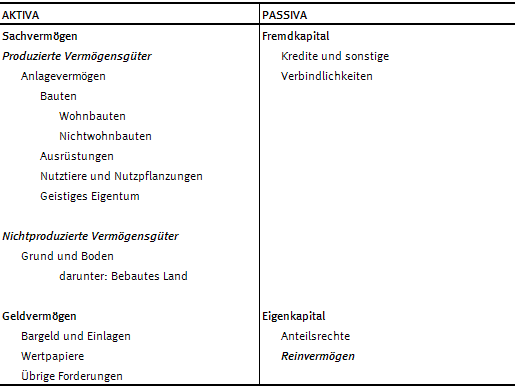 AKTIVA PASSIVA
Sachvermögen Fremdkapital
Produzierte Vermögensgüter Kredite und sonstige
Anlagevermögen Verbindlichkeiten
Bauten
Wohnbauten
Nichtwohnbauten
Ausrüstungen
Nutztiere und Nutzpflanzungen
Geistiges Eigentum
Nichtproduzierte Vermögensgüter
Grund und Boden
darunter: Bebautes Land
Geldvermögen Eigenkapital
Bargeld und Einlagen Anteilsrechte
Wertpapiere Reinvermögen
Übrige Forderungen